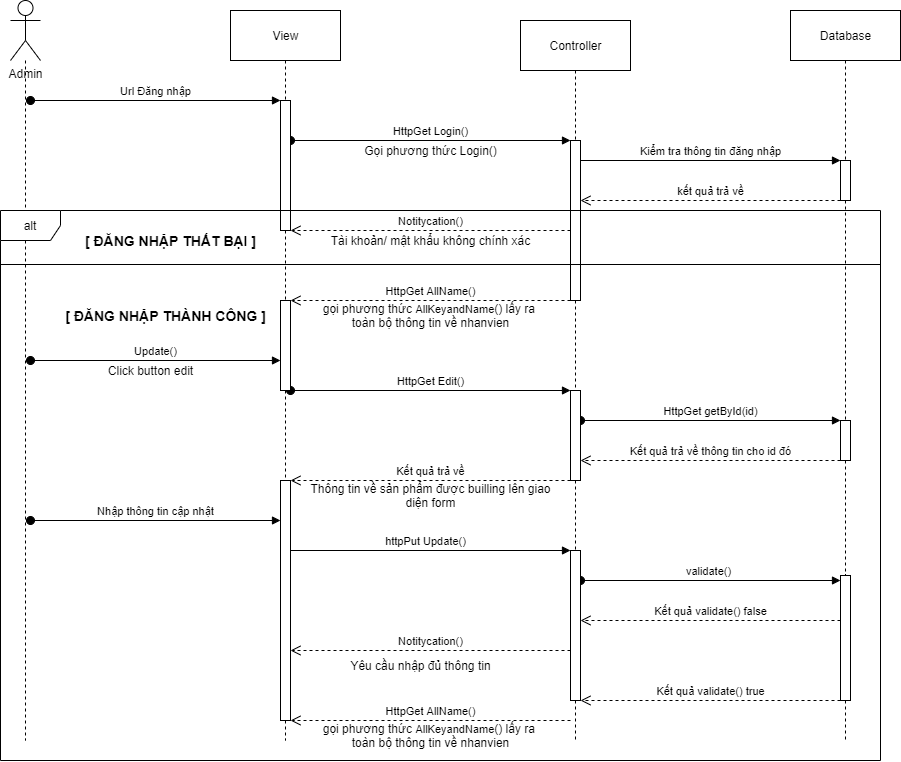 View
Controller
Database
Admin
Url Đăng nhập
HttpGet Login()
Gọi phương thức Login()
Kiểm tra thông tin đăng nhập
kết quả trả về
alt
[ ĐĂNG NHẬP THẤT BẠI ]
Notitycation()
Tài khoản/ mật khẩu không chính xác
HttpGet AllName()
gọi phương thức AllKeyandName() lấy ra
toàn bộ thông tin về nhanvien
[ ĐĂNG NHẬP THÀNH CÔNG ]
Update()
Click button edit
HttpGet Edit()
HttpGet getById(id)
Kết quả trả về thông tin cho id đó
Kết quả trả về
Thông tin về sản phẩm được builling lên giao
diện form
Nhập thông tin cập nhật
httpPut Update()
validate()
Kết quả validate() false
Notitycation()
Yêu cầu nhập đủ thông tin
Kết quả validate() true
HttpGet AllName()
gọi phương thức AllKeyandName() lấy ra
toàn bộ thông tin về nhanvien